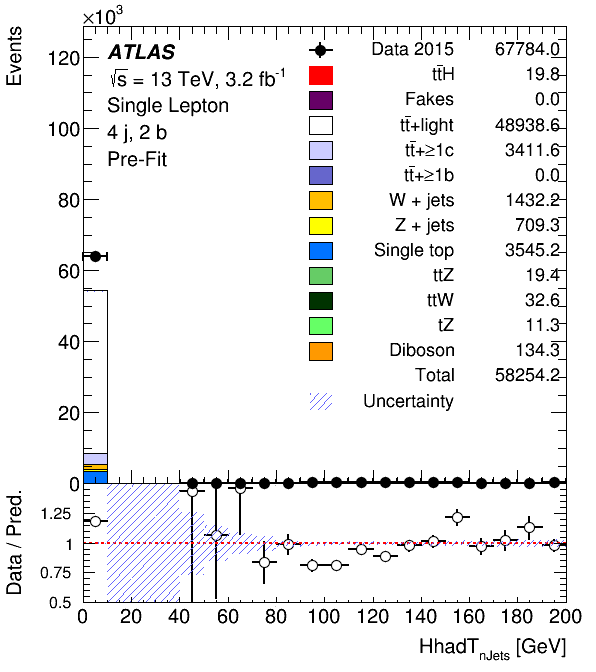 ×10³
Events
120
100
80
60
40
20
0
ATLAS
√s = 13 TeV, 3.2 fb⁻¹
Single Lepton
4 j, 2 b
Pre-Fit
Data 2015 67784.0
tt̄H 19.8
Fakes 0.0
tt̄+light 48938.6
tt̄+≥1c 3411.6
tt̄+≥1b 0.0
W + jets 1432.2
Z + jets 709.3
Single top 3545.2
ttZ 19.4
ttW 32.6
tZ 11.3
Diboson 134.3
Total 58254.2
Uncertainty
Data / Pred.
1.25
1
0.75
0.5
0 20 40 60 80 100 120 140 160 180 200
HhadT_nJets [GeV]